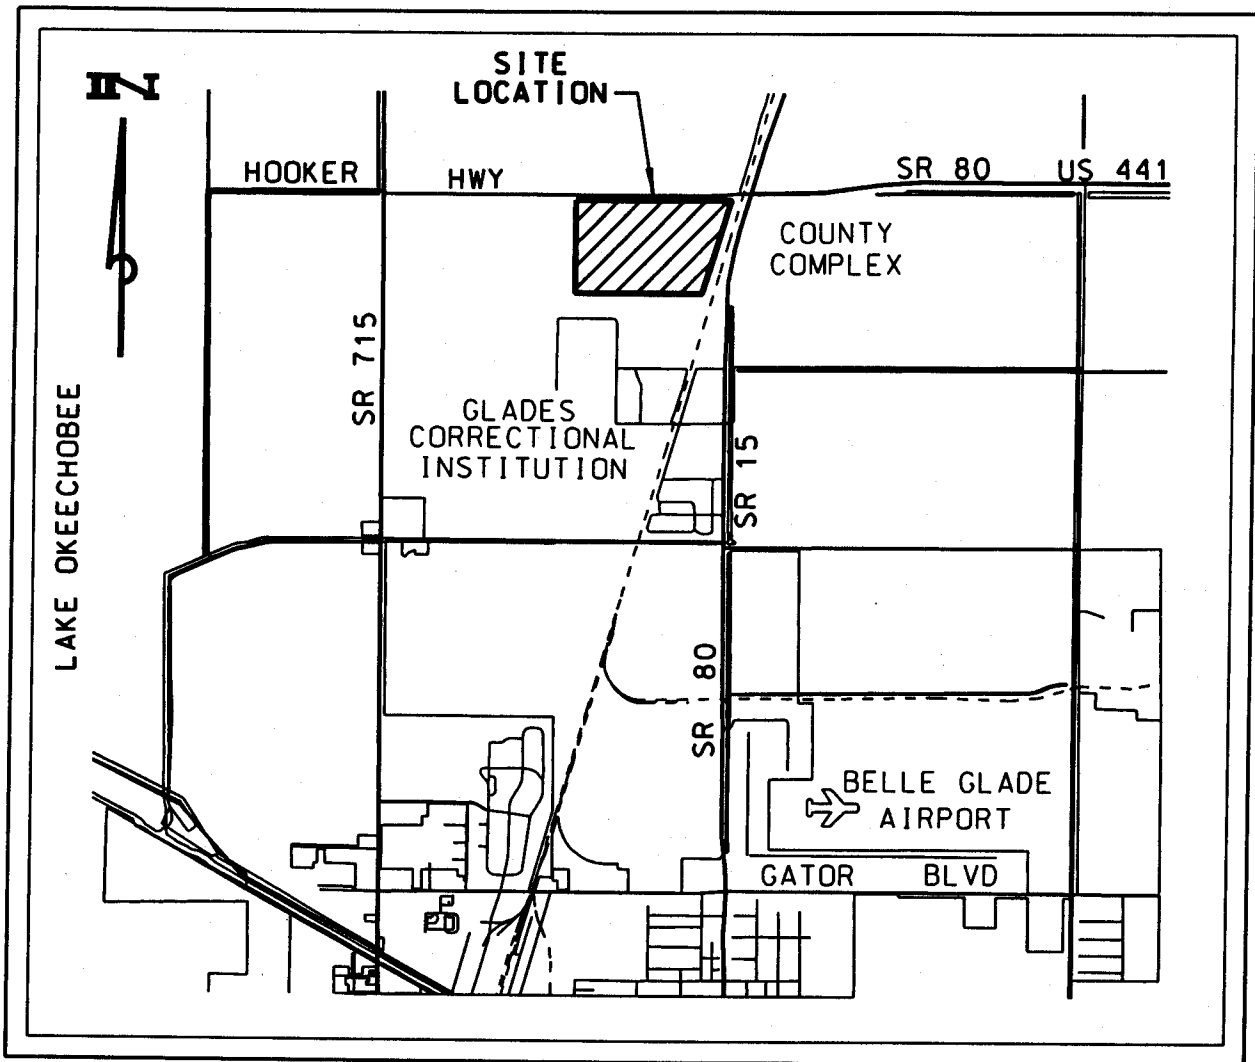 SITE
LOCATION
N
HOOKER HWY
SR 80 US 441
COUNTY
COMPLEX
SR 715
LAKE OKEECHOBEE
GLADES
CORRECTIONAL
INSTITUTION
SR 15
SR 80
BELLE GLADE
AIRPORT
GATOR BLVD